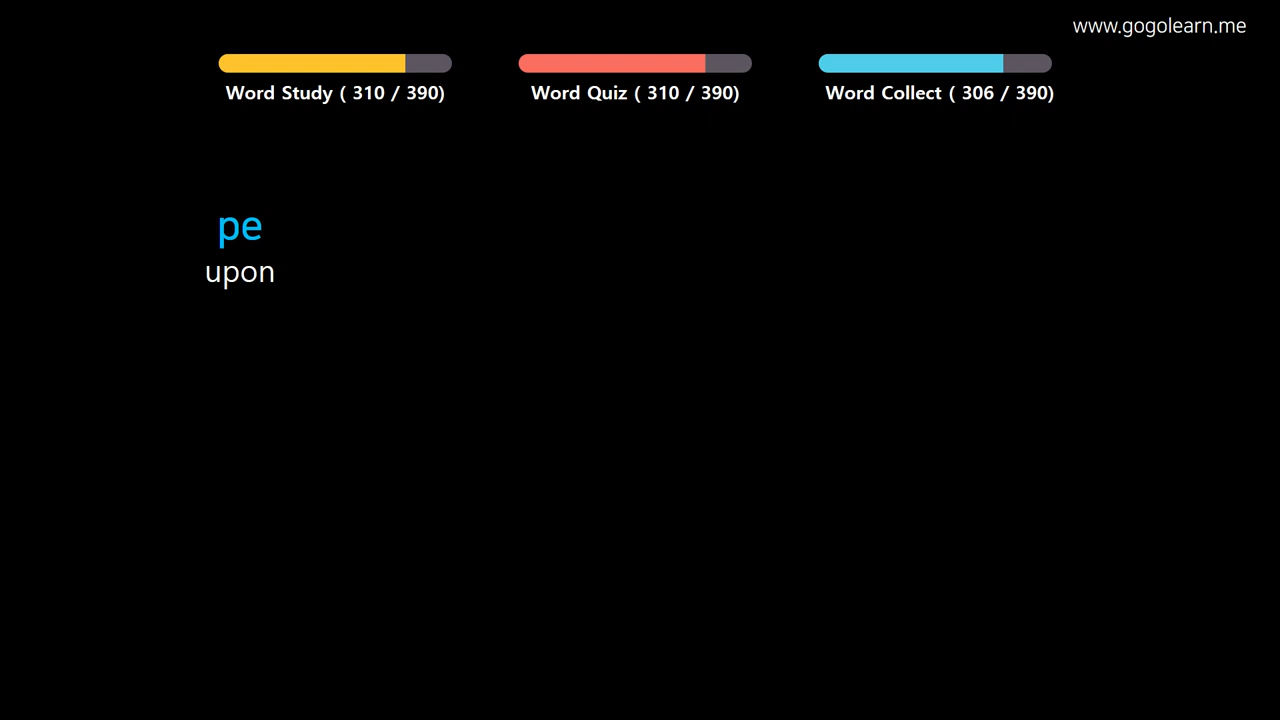 www.gogolearn.me
Word Study ( 310 / 390)
Word Quiz ( 310 / 390)
Word Collect ( 306 / 390)
pe
upon